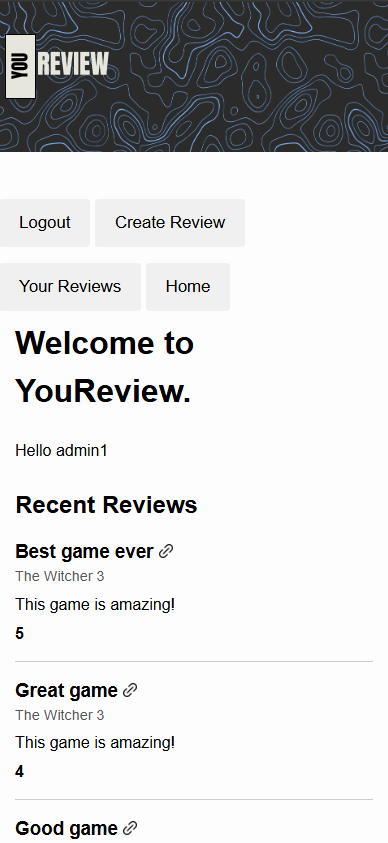 YOU REVIEW
Logout Create Review
Your Reviews Home
Welcome to
YouReview.
Hello admin1
Recent Reviews
Best game ever
The Witcher 3
This game is amazing!
5
Great game
The Witcher 3
This game is amazing!
4
Good game